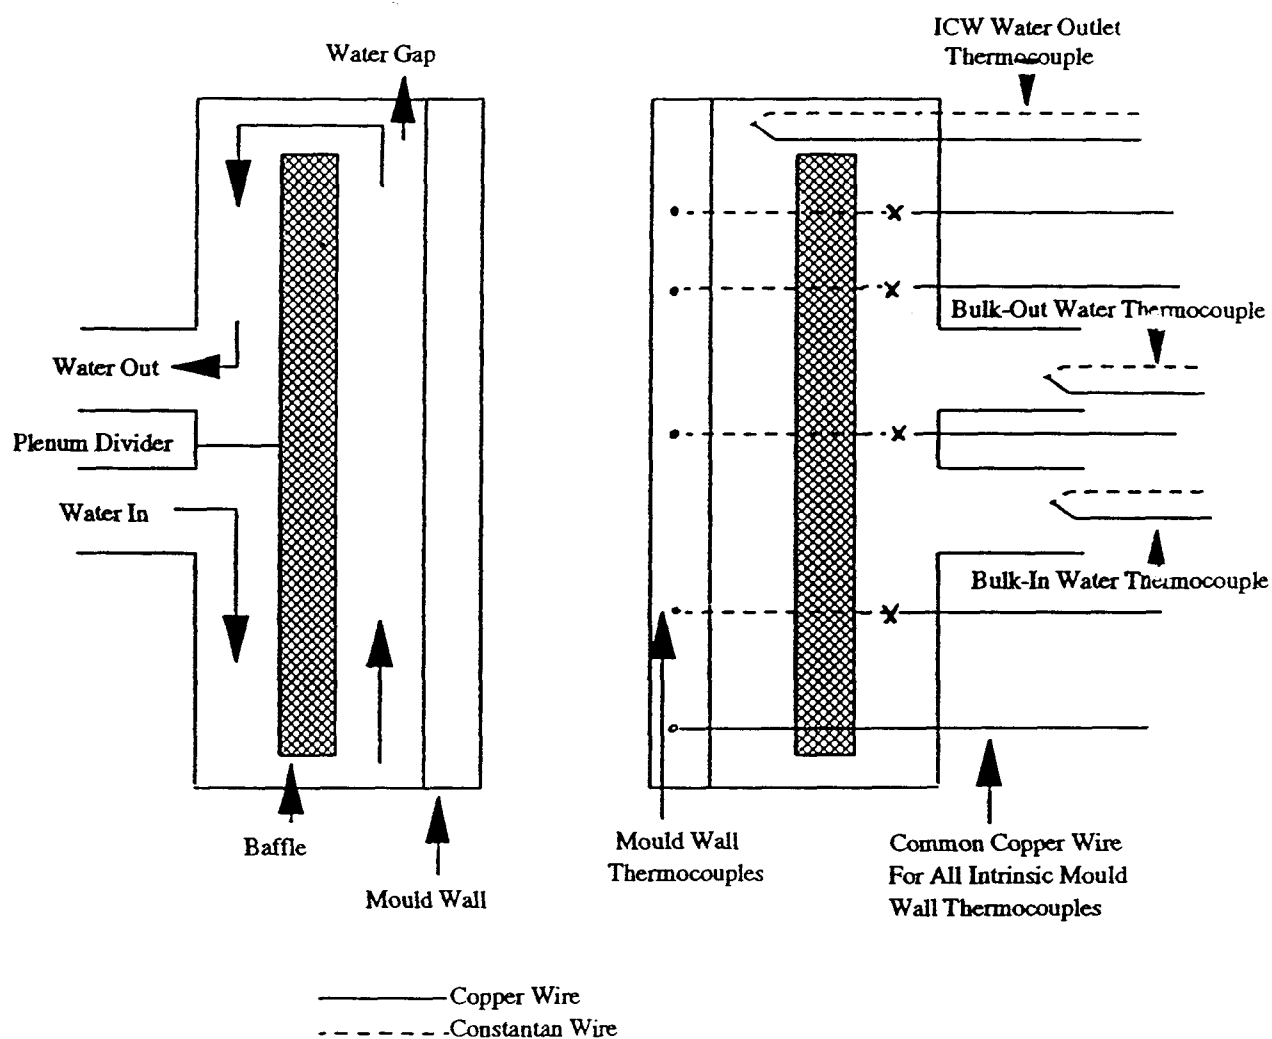 Water Gap
ICW Water Outlet
Thermocouple
Bulk-Out Water Thermocouple
Water Out
Plenum Divider
Water In
Bulk-In Water Thermocouple
Baffle
Mould Wall
Mould Wall
Thermocouples
Common Copper Wire
For All Intrinsic Mould
Wall Thermocouples
Copper Wire
Constantan Wire